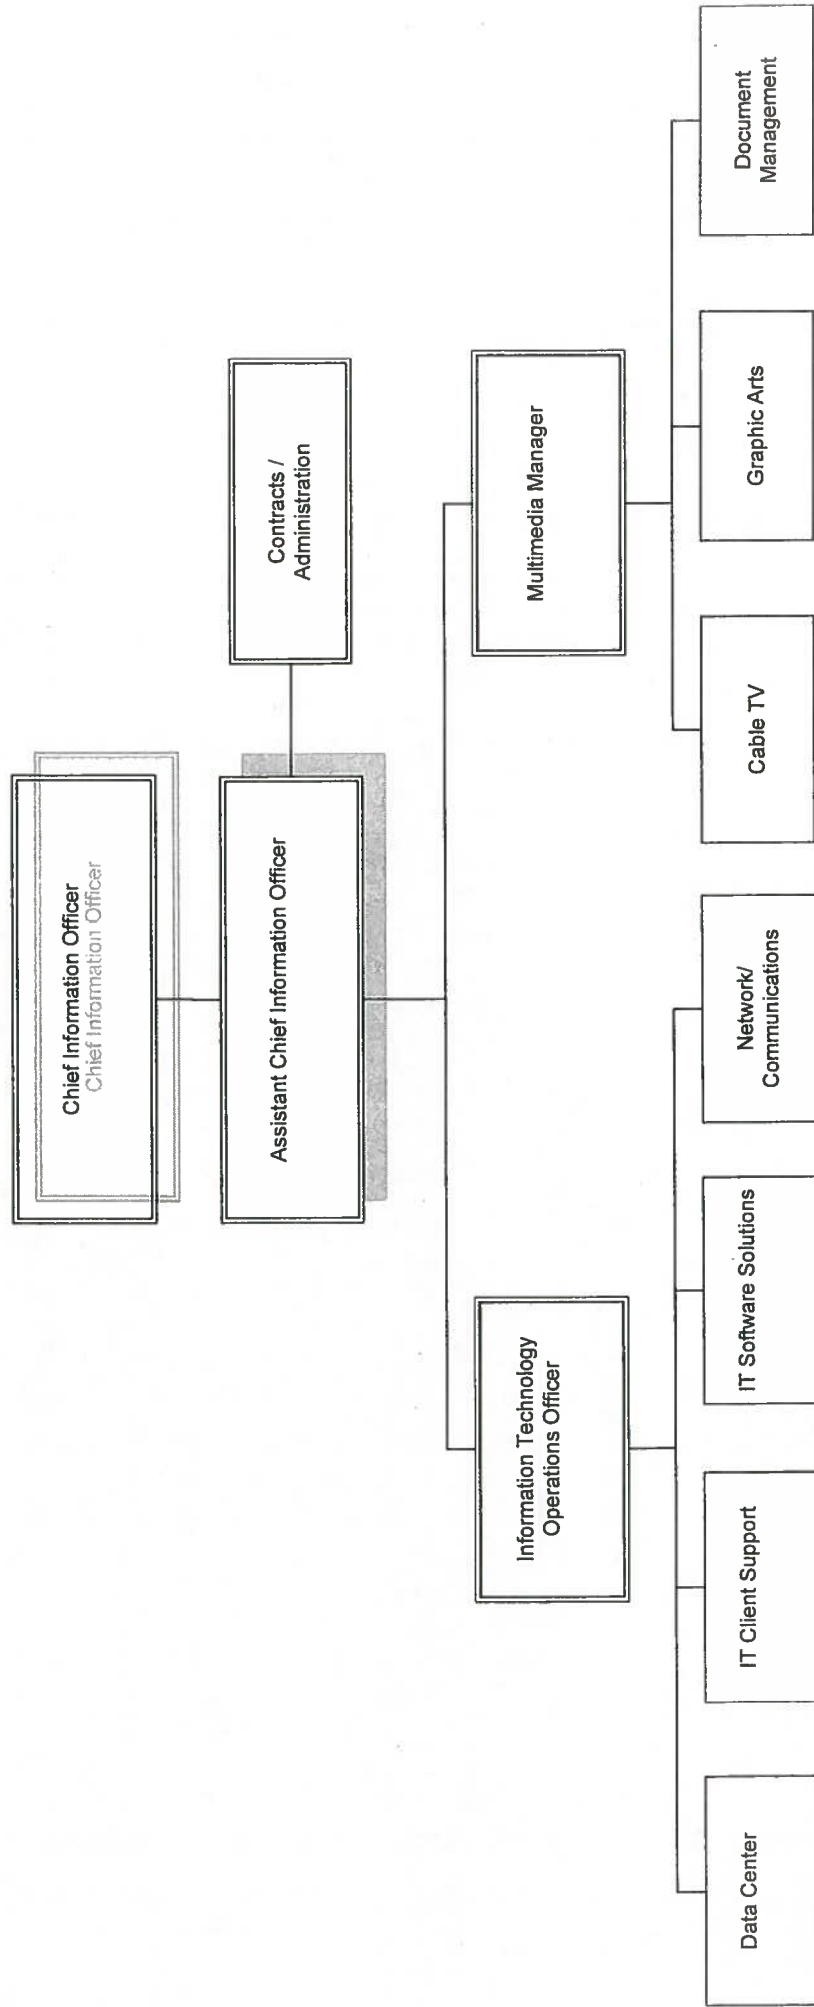 Chief Information Officer
Chief Information Officer
Assistant Chief Information Officer
Contracts /
Administration
Information Technology
Operations Officer
Multimedia Manager
Data Center
IT Client Support
IT Software Solutions
Network/
Communications
Cable TV
Graphic Arts
Document
Management